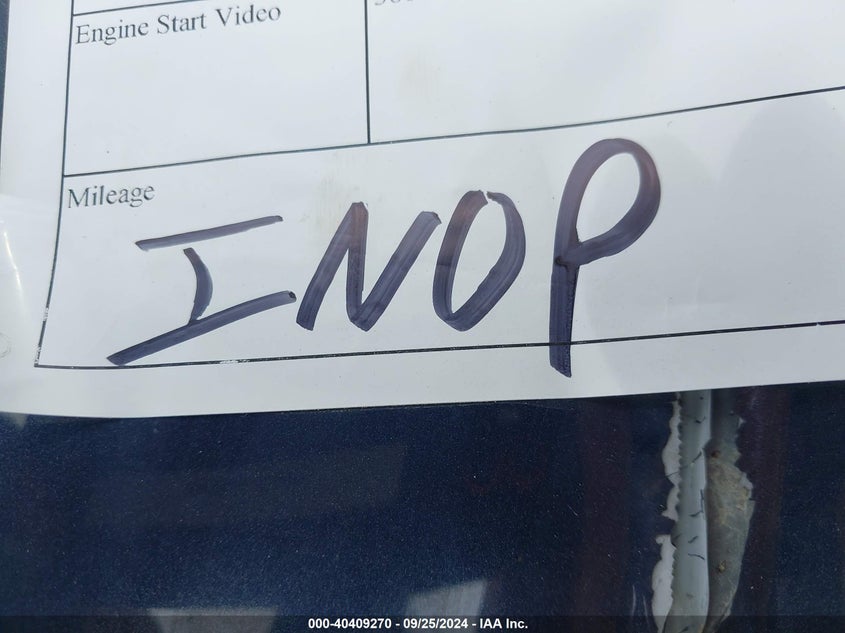 Engine Start Video
Mileage
INOP
000-40409270 - 09/25/2024 - IAA Inc.